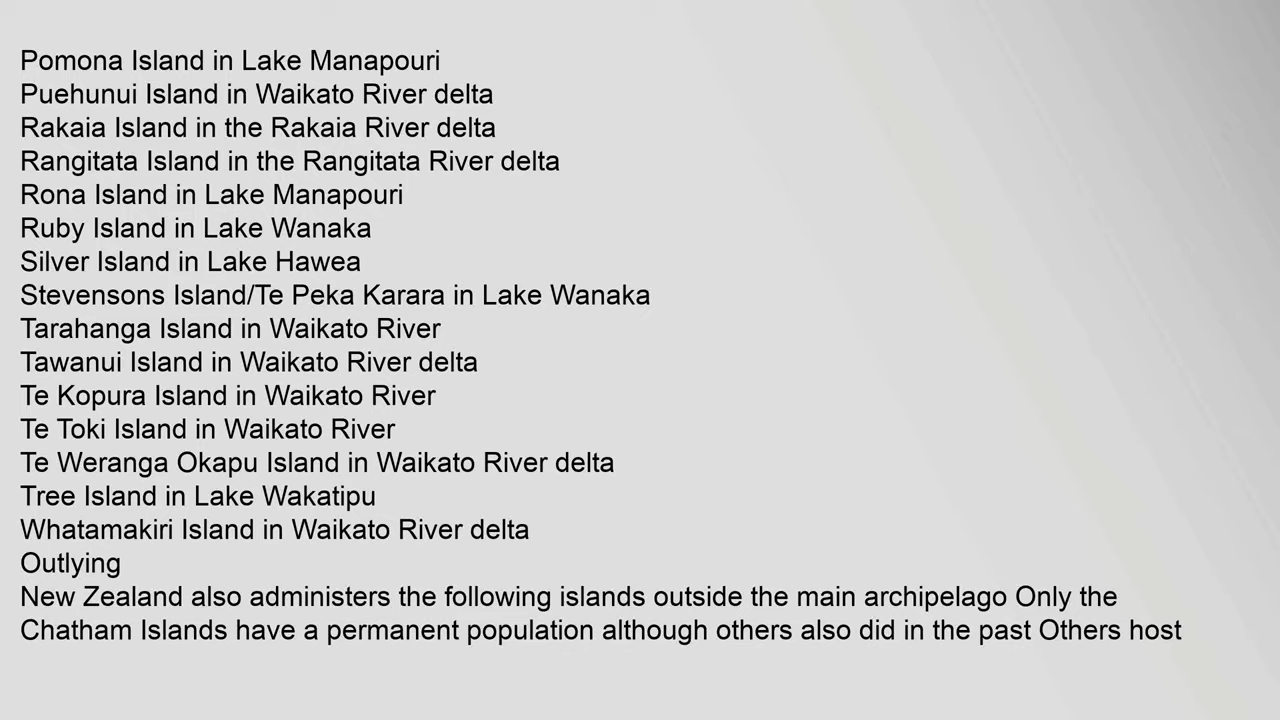 Pomona Island in Lake Manapouri
Puehunui Island in Waikato River delta
Rakaia Island in the Rakaia River delta
Rangitata Island in the Rangitata River delta
Rona Island in Lake Manapouri
Ruby Island in Lake Wanaka
Silver Island in Lake Hawea
Stevensons Island/Te Peka Karara in Lake Wanaka
Tarahanga Island in Waikato River
Tawanui Island in Waikato River delta
Te Kopura Island in Waikato River
Te Toki Island in Waikato River
Te Weranga Okapu Island in Waikato River delta
Tree Island in Lake Wakatipu
Whatamakiri Island in Waikato River delta
Outlying
New Zealand also administers the following islands outside the main archipelago Only the
Chatham Islands have a permanent population although others also did in the past Others host